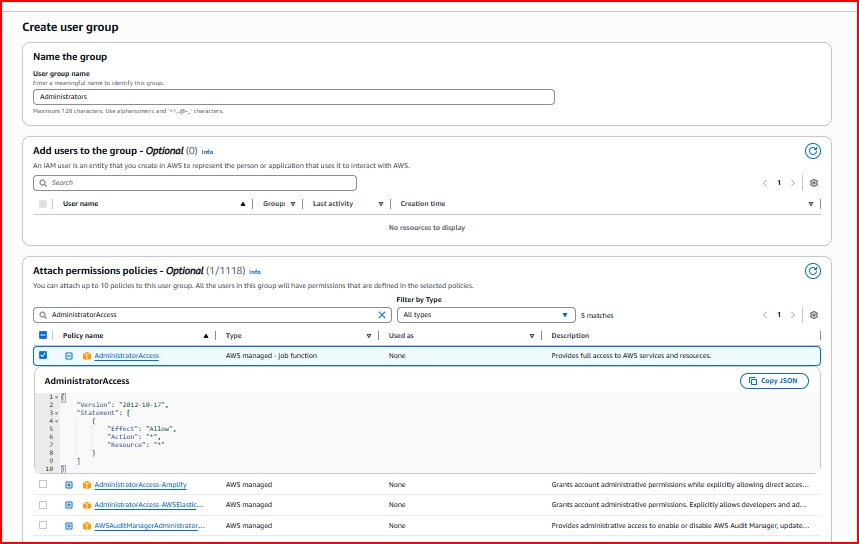 Create user group
Name the group
User group name
Enter a meaningful name to identify this group.
Administrators
Maximum 128 characters. Use alphanumeric and '+=,.@-_' characters.
Add users to the group - Optional (0) Info
An IAM user is an entity that you create in AWS to represent the person or application that uses it to interact with AWS.
Search
1
User name Groups Last activity Creation time
No resources to display
Attach permissions policies - Optional (1/1118) Info
You can attach up to 10 policies to this user group. All the users in this group will have permissions that are defined in the selected policies.
Filter by Type
AdministratorAccess All types 5 matches 1
Policy name Type Used as Description
AdministratorAccess AWS managed - job function None Provides full access to AWS services and resources.
AdministratorAccess Copy JSON
1 {
2 "Version": "2012-10-17",
3 "Statement": [
4 {
5 "Effect": "Allow",
6 "Action": "*",
7 "Resource": "*"
8 }
9 ]
10 }
AdministratorAccess-Amplify AWS managed None Grants account administrative permissions while explicitly allowing direct acces...
AdministratorAccess-AWSElastic... AWS managed None Grants account administrative permissions. Explicitly allows developers and ad...
AWSAuditManagerAdministrator... AWS managed None Provides administrative access to enable or disable AWS Audit Manager, update...